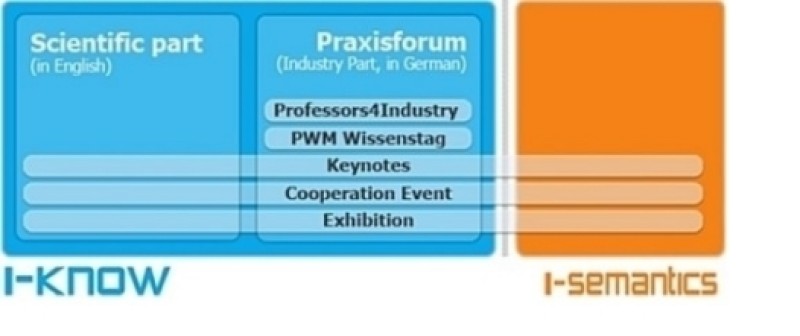 Scientific part
(in English)
Praxisforum
(Industry Part, in German)
Professors4Industry
PWM Wissenstag
Keynotes
Cooperation Event
Exhibition
I-KNOW
I-SEMANTICS